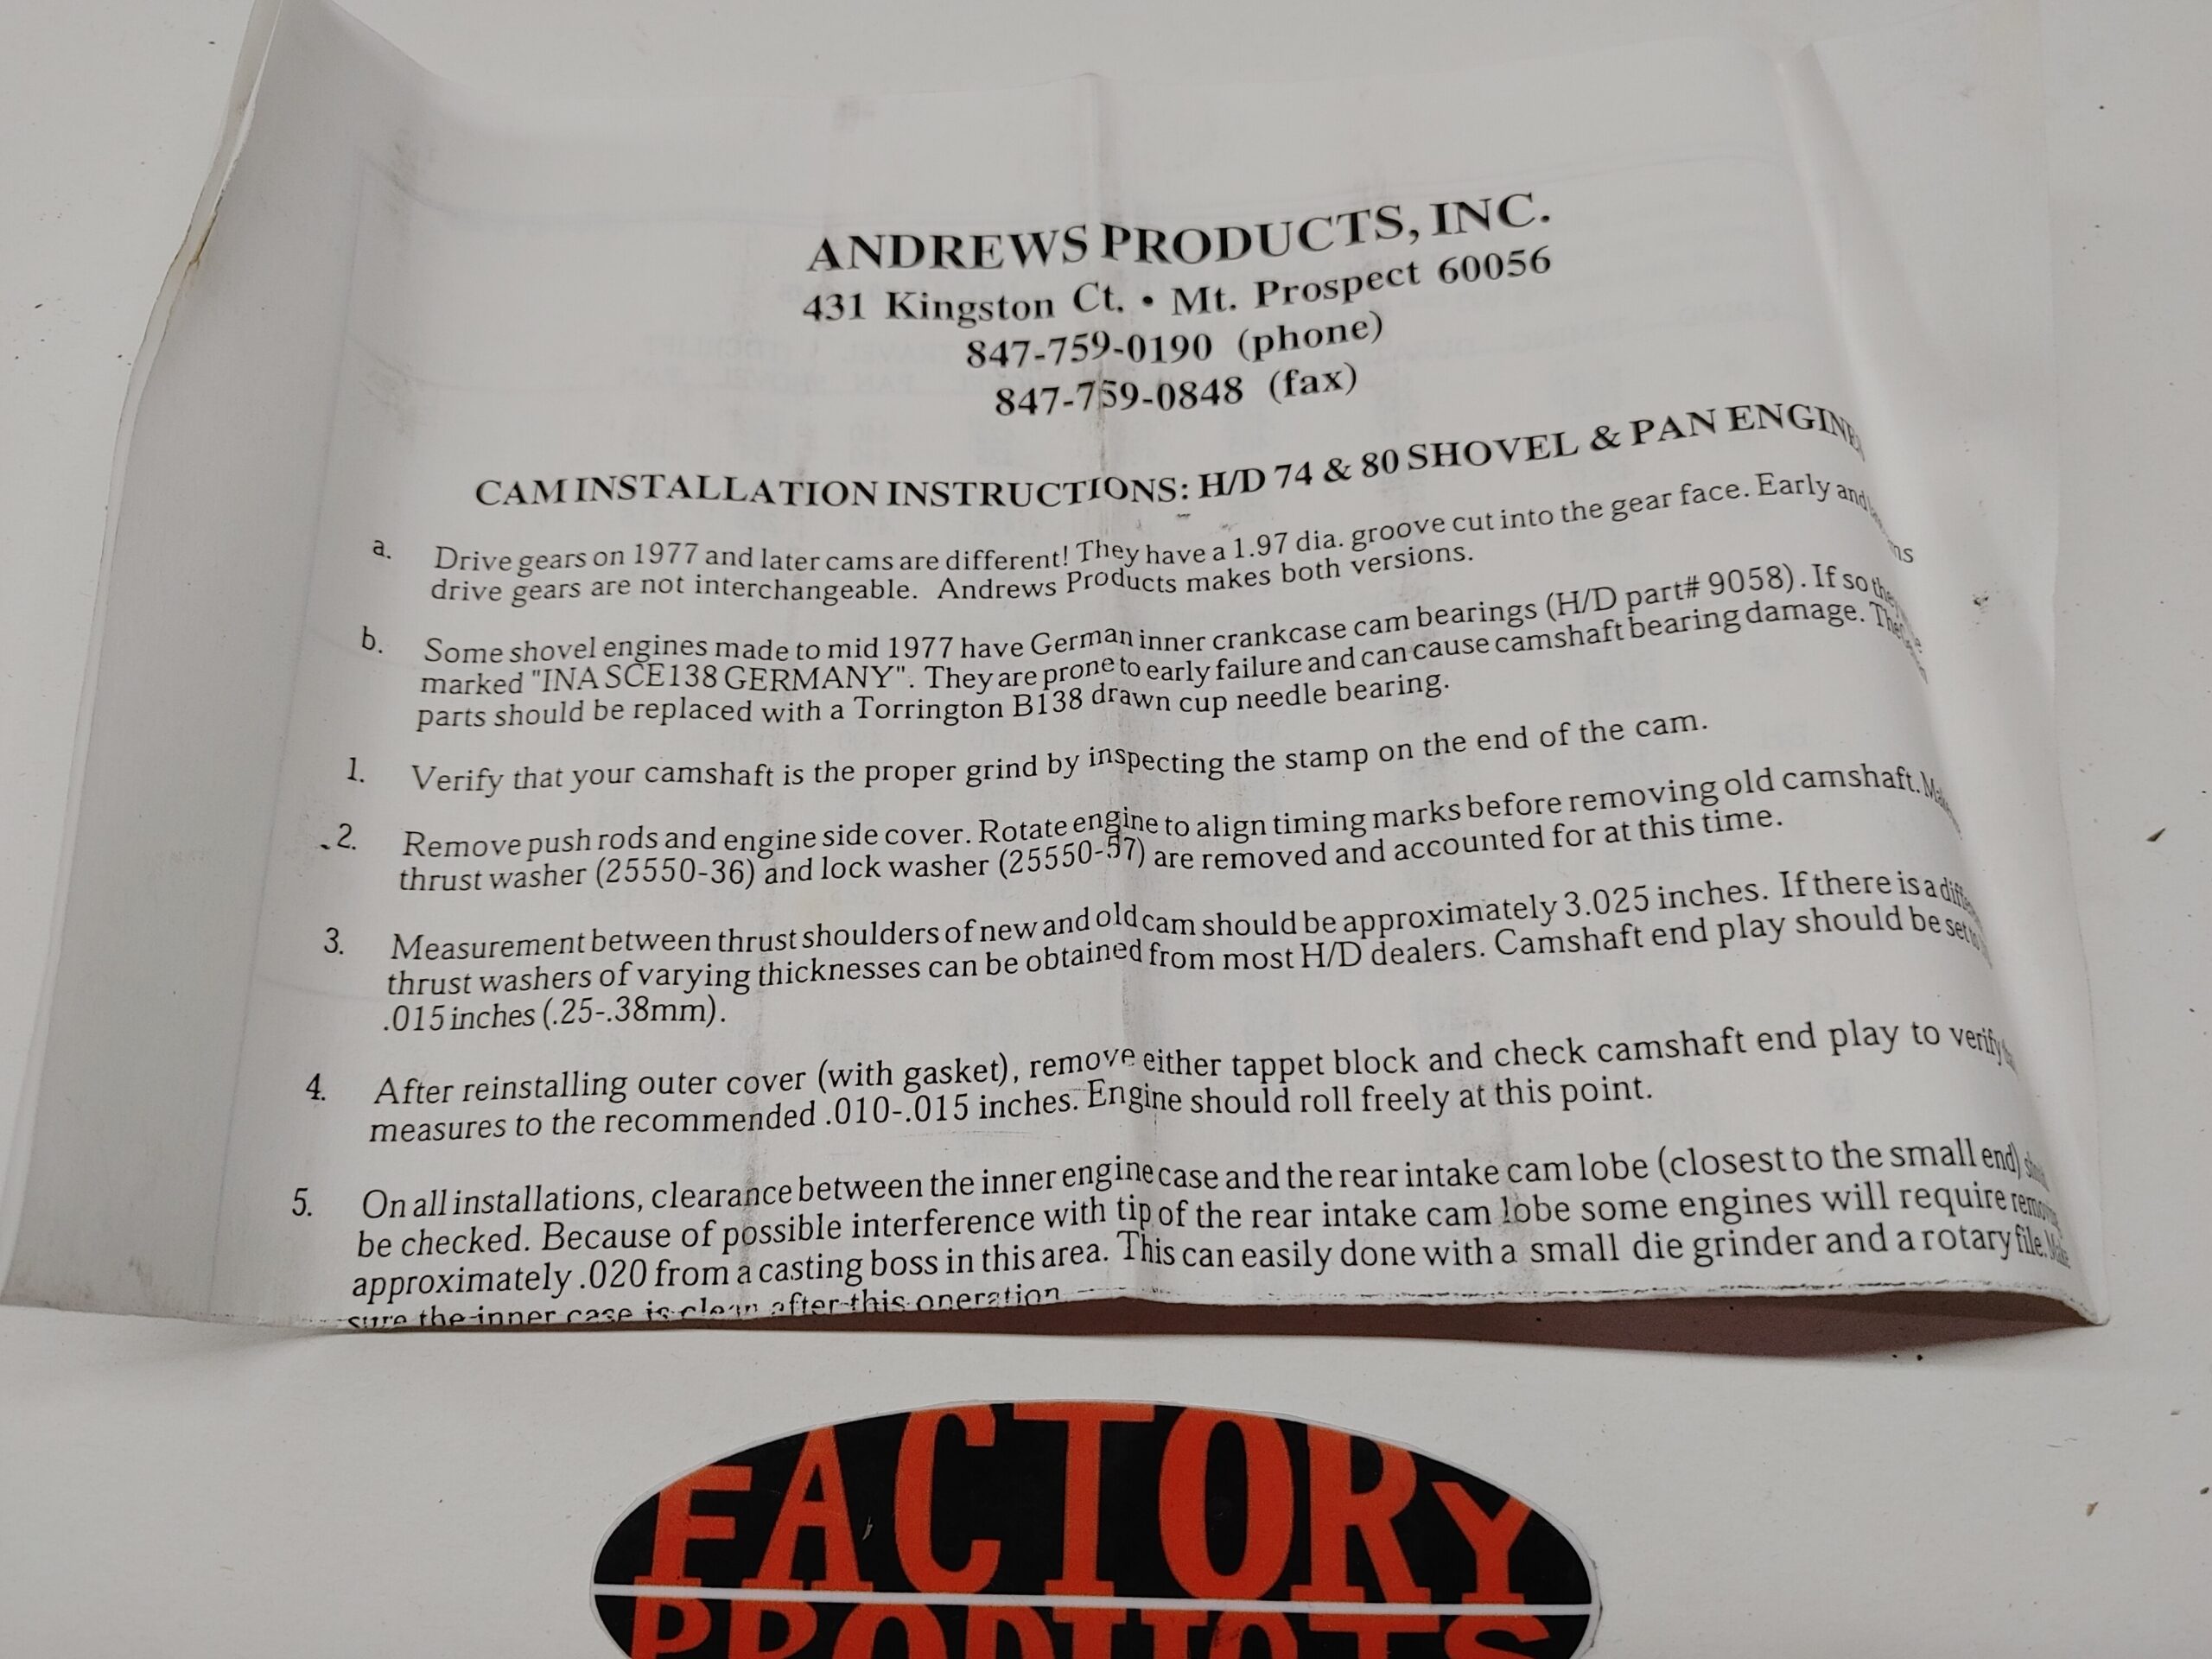 ANDREWS PRODUCTS, INC.
431 Kingston Ct. • Mt. Prospect 60056
847-759-0190 (phone)
847-759-0848 (fax)
CAM INSTALLATION INSTRUCTIONS: H/D 74 & 80 SHOVEL & PAN ENGINE
a. Drive gears on 1977 and later cams are different! They have a 1.97 dia. groove cut into the gear face. Early and
drive gears are not interchangeable. Andrews Products makes both versions.
b. Some shovel engines made to mid 1977 have German inner crankcase cam bearings (H/D part# 9058). If so
marked "INA SCE138 GERMANY". They are prone to early failure and can cause camshaft bearing damage.
parts should be replaced with a Torrington B138 drawn cup needle bearing.
1. Verify that your camshaft is the proper grind by inspecting the stamp on the end of the cam.
2. Remove push rods and engine side cover. Rotate engine to align timing marks before removing old camshaft.
thrust washer (25550-36) and lock washer (25550-57) are removed and accounted for at this time.
3. Measurement between thrust shoulders of new and old cam should be approximately 3.025 inches. If there is a
thrust washers of varying thicknesses can be obtained from most H/D dealers. Camshaft end play should be set
.015 inches (.25-.38mm).
4. After reinstalling outer cover (with gasket), remove either tappet block and check camshaft end play to verify
measures to the recommended .010-.015 inches. Engine should roll freely at this point.
5. On all installations, clearance between the inner engine case and the rear intake cam lobe (closest to the small end)
be checked. Because of possible interference with tip of the rear intake cam lobe some engines will require
approximately .020 from a casting boss in this area. This can easily done with a small die grinder and a rotary file.
sure the inner case is clean after this operation
FACTORY
PRODUCTS